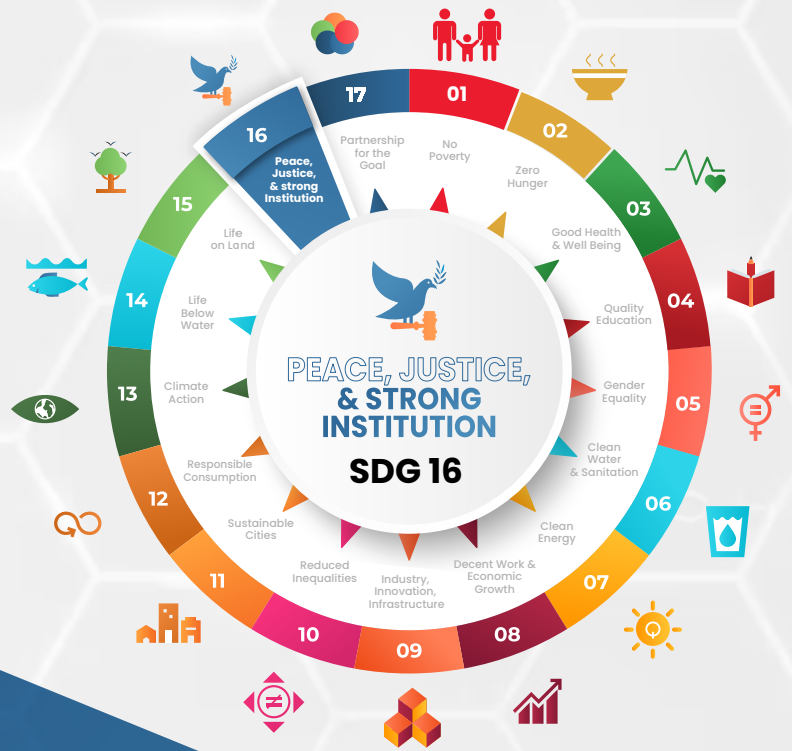 PEACE, JUSTICE,
& STRONG
INSTITUTION
SDG 16
01
No
Poverty
02
Zero
Hunger
03
Good Health
& Well Being
04
Quality
Education
05
Gender
Equality
06
Clean
Water
& Sanitation
07
Clean
Energy
08
Decent Work &
Economic
Growth
09
Industry,
Innovation,
Infrastructure
10
Reduced
Inequalities
11
Sustainable
Cities
12
Responsible
Consumption
13
Climate
Action
14
Life
Below
Water
15
Life
on Land
16
Peace,
Justice,
& strong
Institution
17
Partnership
for the
Goal